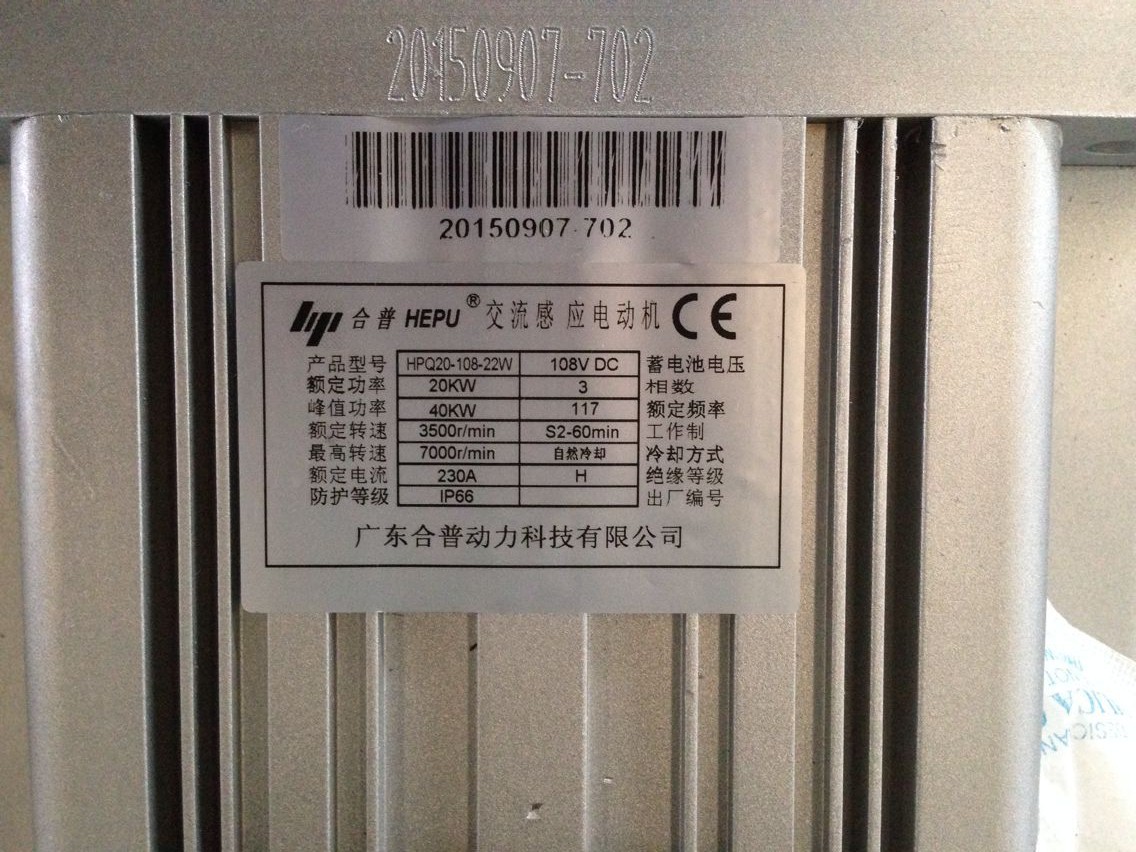 20150907-702
20150907-702
hp 合普 HEPU® 交流感应电动机 CE
产品型号 HPQ20-108-22W 108V DC 蓄电池电压
额定功率 20KW 3 相数
峰值功率 40KW 117 额定频率
额定转速 3500r/min S2-60min 工作制
最高转速 7000r/min 自然冷却 冷却方式
额定电流 230A H 绝缘等级
防护等级 IP66 出厂编号
广东合普动力科技有限公司